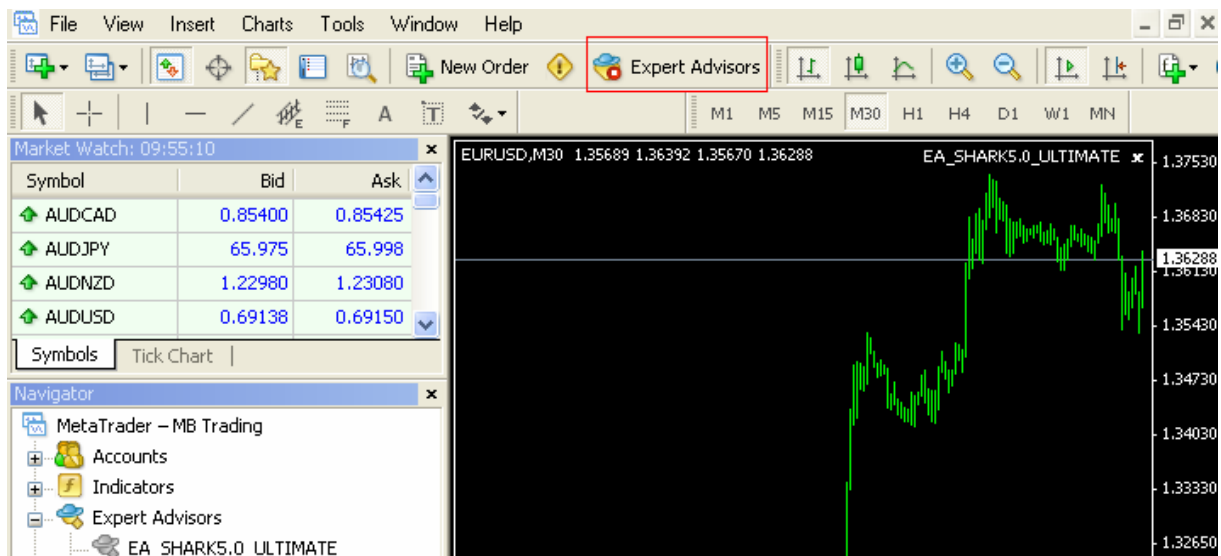 File View Insert Charts Tools Window Help
New Order Expert Advisors
E F A T M1 M5 M15 M30 H1 H4 D1 W1 MN
Market Watch: 09:55:10
Symbol Bid Ask
AUDCAD 0.85400 0.85425
AUDJPY 65.975 65.998
AUDNZD 1.22980 1.23080
AUDUSD 0.69138 0.69150
Symbols Tick Chart
Navigator
MetaTrader – MB Trading
Accounts
Indicators
Expert Advisors
EA_SHARK5.0_ULTIMATE
EURUSD,M30 1.35689 1.36392 1.35670 1.36288 EA_SHARK5.0_ULTIMATE
1.37530
1.36830
1.36288
1.36130
1.35430
1.34730
1.34030
1.33330
1.32650